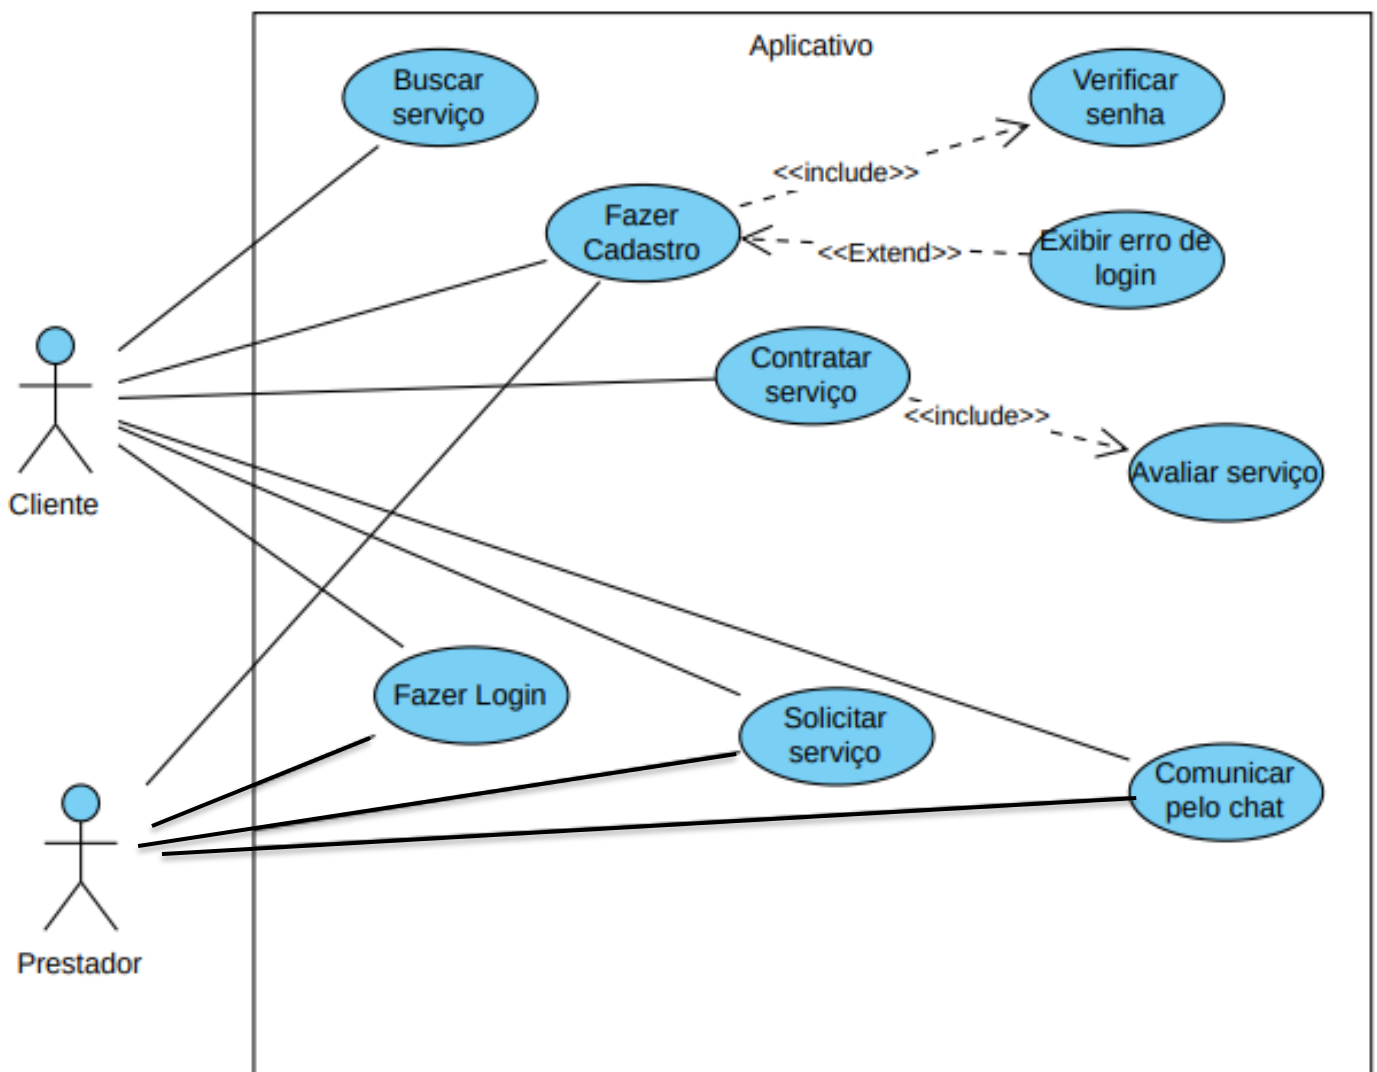 Aplicativo
Buscar
serviço
Verificar
senha
<<include>>
Fazer
Cadastro
<<Extend>>
Exibir erro de
login
Contratar
serviço
<<include>>
Avaliar serviço
Cliente
Fazer Login
Solicitar
serviço
Comunicar
pelo chat
Prestador